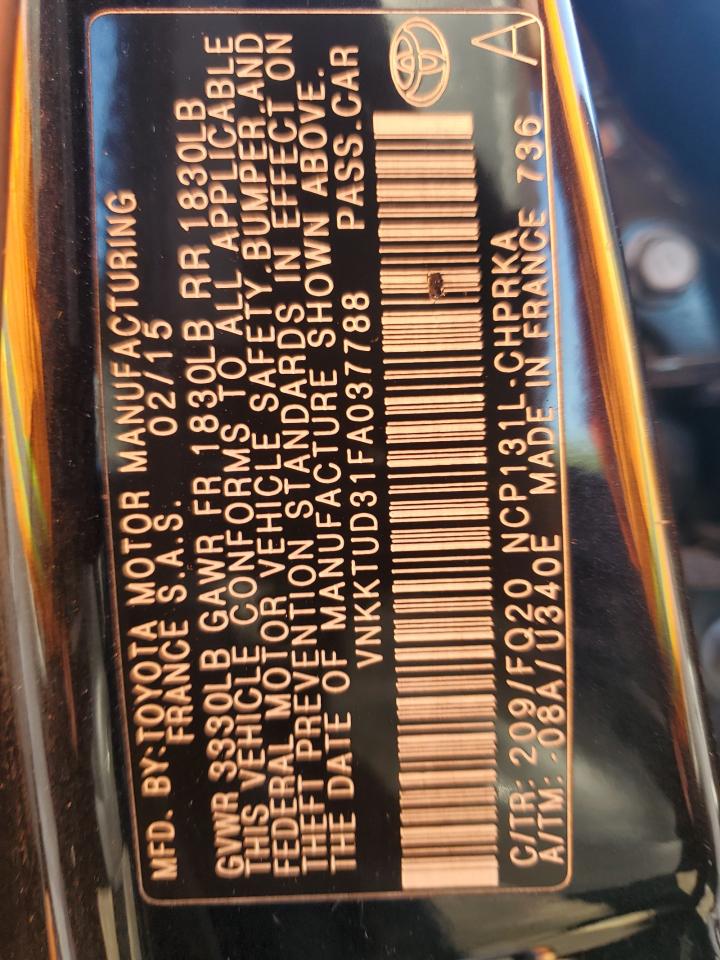 MFD. BY:TOYOTA MOTOR MANUFACTURING
FRANCE S.A.S. 02/15
GVWR 3330LB GAWR FR 1830LB RR 1830LB
THIS VEHICLE CONFORMS TO ALL APPLICABLE
FEDERAL MOTOR VEHICLE SAFETY,BUMPER,AND
THEFT PREVENTION STANDARDS IN EFFECT ON
THE DATE OF MANUFACTURE SHOWN ABOVE.
VNKKTUD31FA037788 PASS.CAR
C/TR: 209/FQ20 NCP131L-CHPRKA
A/TM:-08A/U340E MADE IN FRANCE 736
A